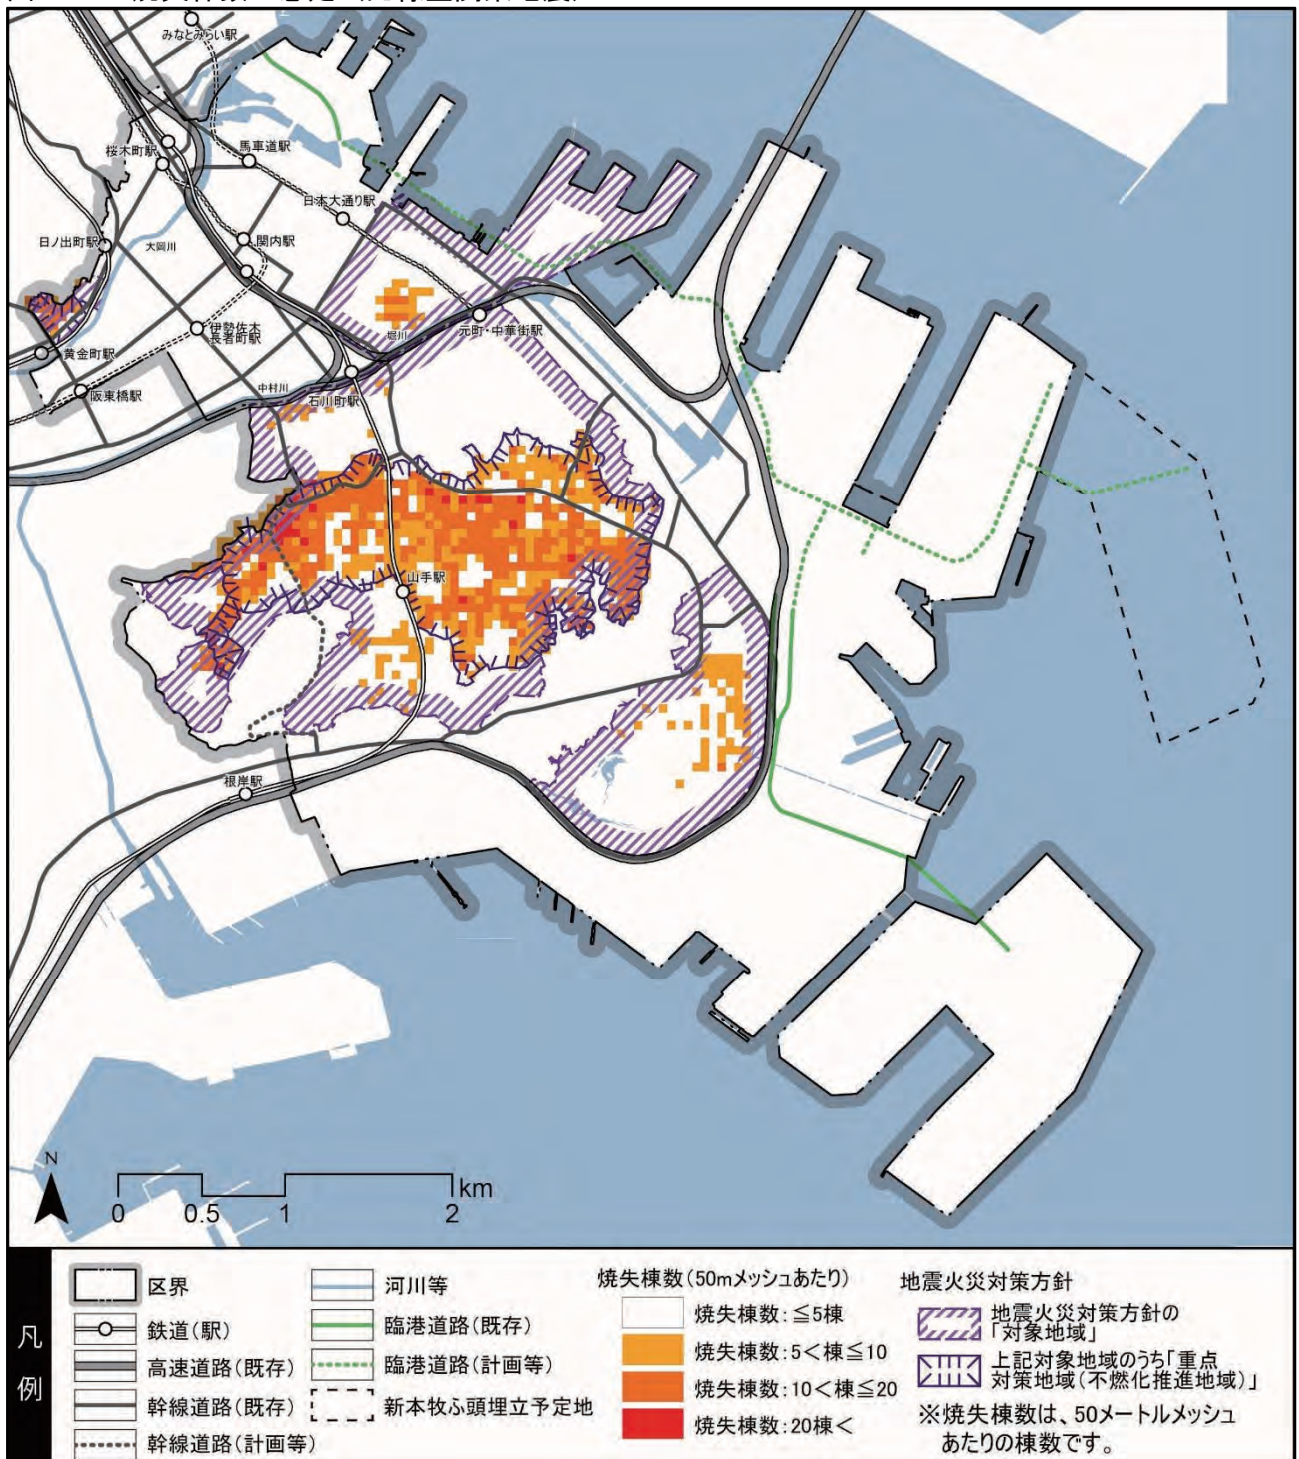 みなとみらい駅
桜木町駅
馬車道駅
日本大通り駅
日ノ出町駅
大岡川
関内駅
伊勢佐木
長者町駅
堀川
元町・中華街駅
黄金町駅
阪東橋駅
中村川
石川町駅
山手駅
根岸駅
N
0
0.5
1
2
km
凡例
区界
鉄道(駅)
高速道路(既存)
幹線道路(既存)
幹線道路(計画等)
河川等
臨港道路(既存)
臨港道路(計画等)
新本牧ふ頭埋立予定地
焼失棟数(50mメッシュあたり)
焼失棟数:≦5棟
焼失棟数:5<棟≦10
焼失棟数:10<棟≦20
焼失棟数:20棟<
地震火災対策方針
地震火災対策方針の
「対象地域」
上記対象地域のうち「重点
対策地域(不燃化推進地域)」
※焼失棟数は、50メートルメッシュ
あたりの棟数です。